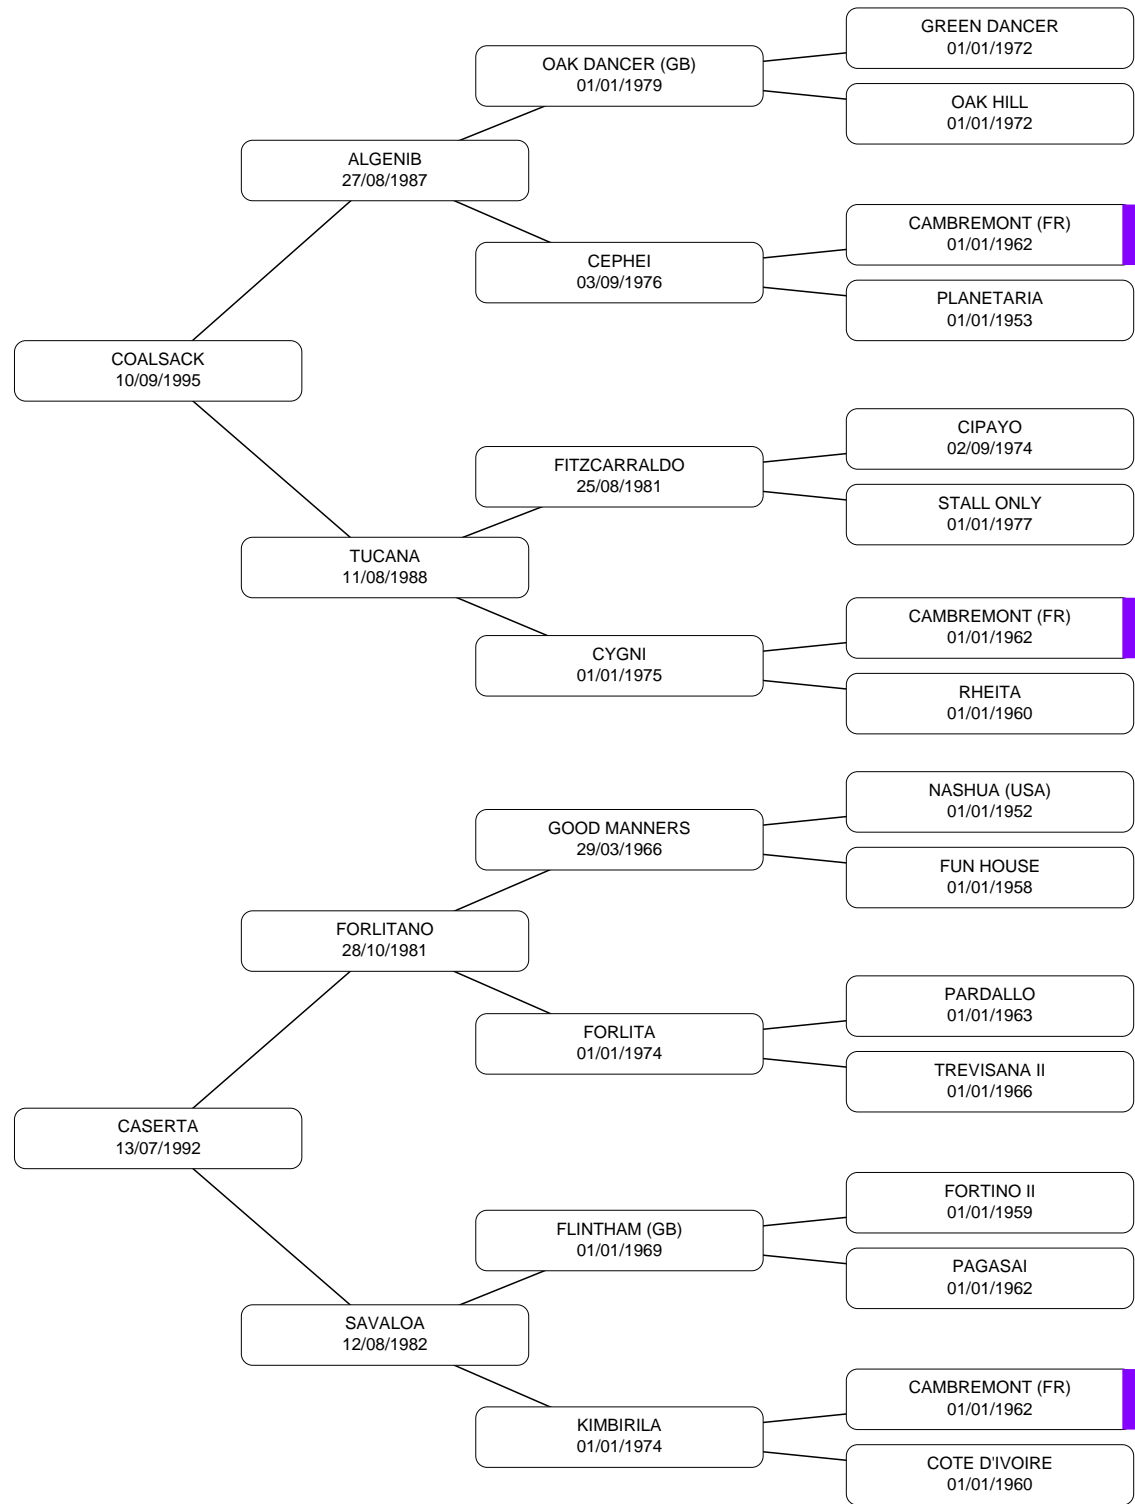 GREEN DANCER
01/01/1972
OAK DANCER (GB)
01/01/1979
OAK HILL
01/01/1972
ALGENIB
27/08/1987
CAMBREMONT (FR)
01/01/1962
CEPHEI
03/09/1976
PLANETARIA
01/01/1953
COALSACK
10/09/1995
CIPAYO
02/09/1974
FITZCARRALDO
25/08/1981
STALL ONLY
01/01/1977
TUCANA
11/08/1988
CAMBREMONT (FR)
01/01/1962
CYGNI
01/01/1975
RHEITA
01/01/1960
NASHUA (USA)
01/01/1952
GOOD MANNERS
29/03/1966
FUN HOUSE
01/01/1958
FORLITANO
28/10/1981
PARDALLO
01/01/1963
FORLITA
01/01/1974
TREVISANA II
01/01/1966
CASERTA
13/07/1992
FORTINO II
01/01/1959
FLINTHAM (GB)
01/01/1969
PAGASAI
01/01/1962
SAVALOA
12/08/1982
CAMBREMONT (FR)
01/01/1962
KIMBIRILA
01/01/1974
COTE D'IVOIRE
01/01/1960